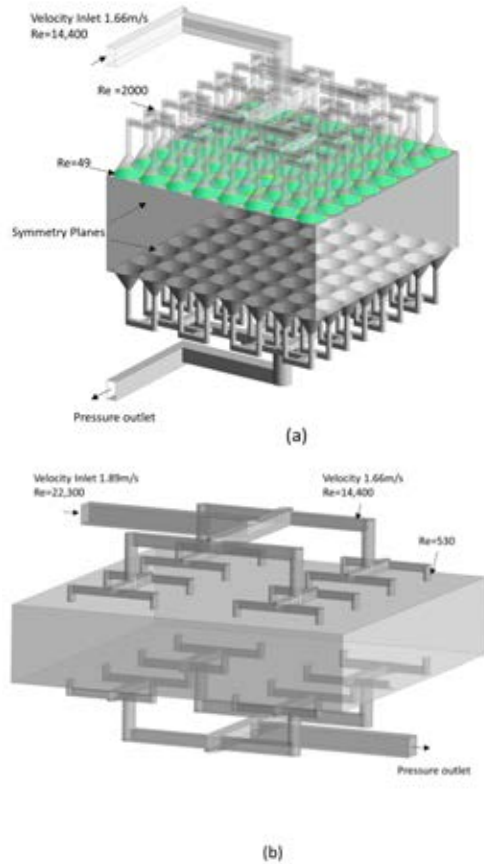 Velocity Inlet 1.66m/s
Re=14,400
Re =2000
Re=49
Symmetry Planes
Pressure outlet
(a)
Velocity Inlet 1.89m/s
Re=22,300
Velocity 1.66m/s
Re=14,400
Re=530
Pressure outlet
(b)